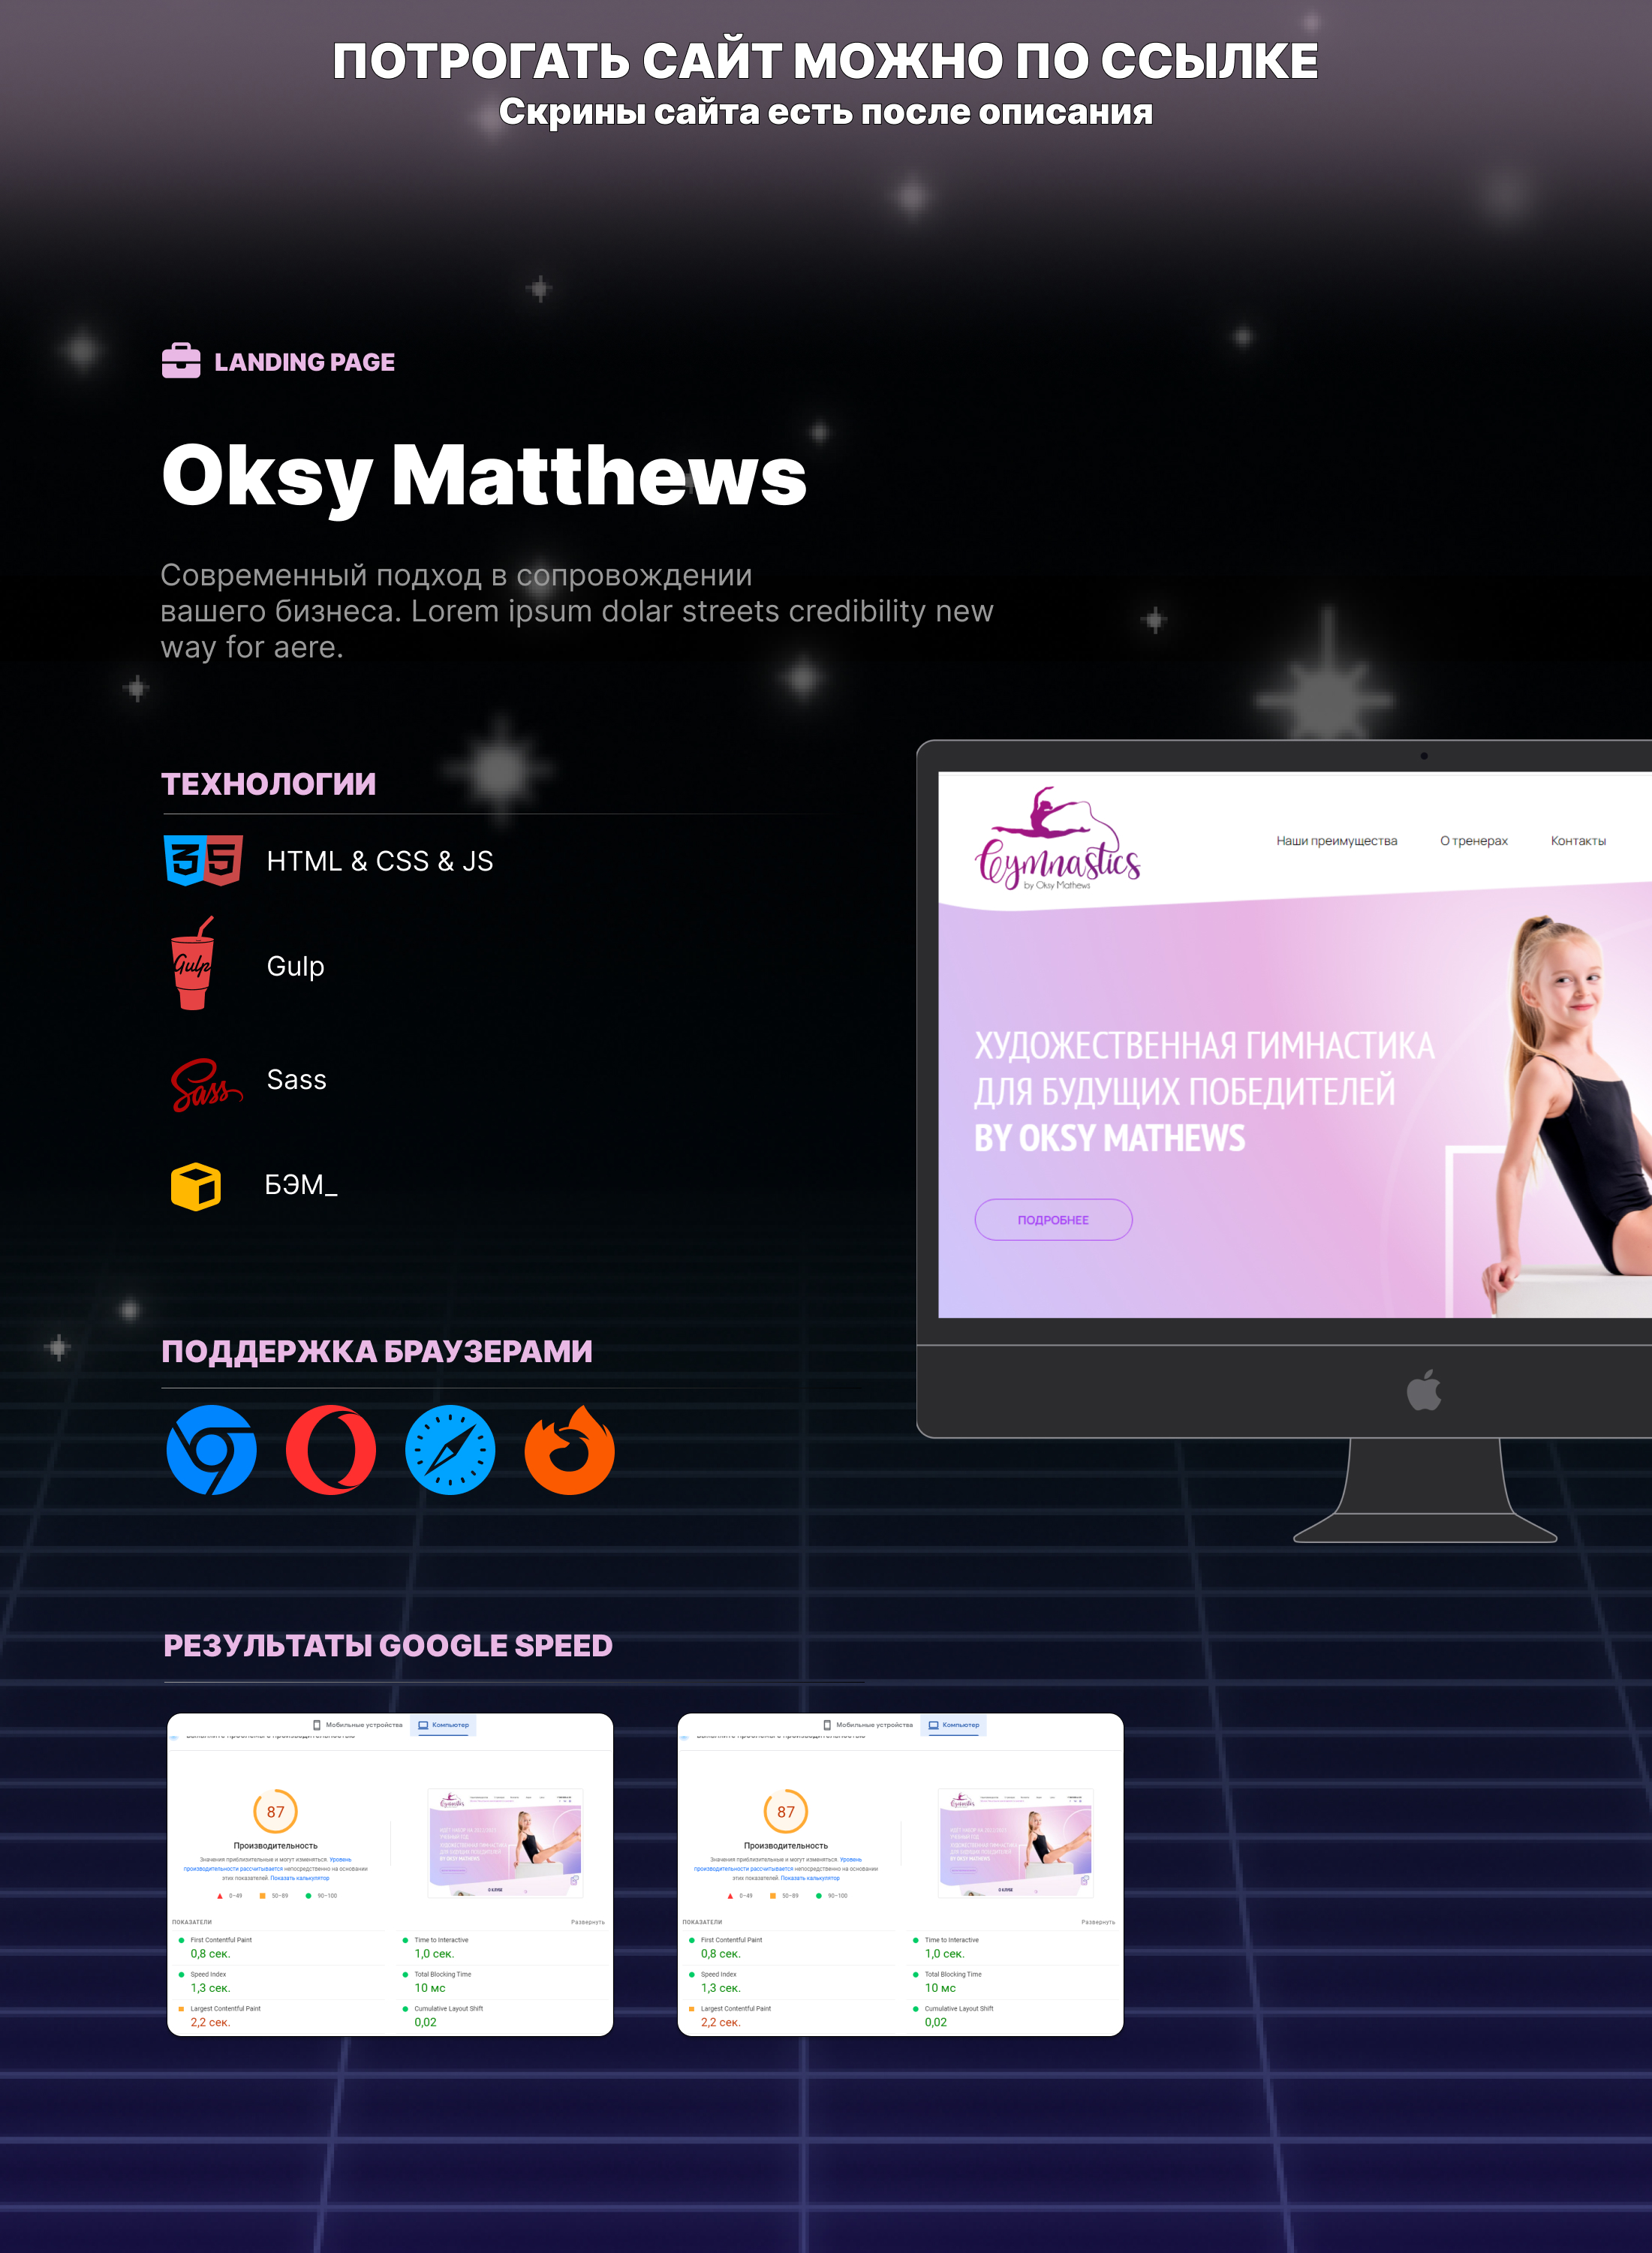 ПОТРОГАТЬ САЙТ МОЖНО ПО ССЫЛКЕ
Скрины сайта есть после описания
LANDING PAGE
Oksy Matthews
Современный подход в сопровождении
вашего бизнеса. Lorem ipsum dolar streets credibility new
way for aere.
ТЕХНОЛОГИИ
HTML & CSS & JS
Gulp
Gulp
Sass
Sass
БЭМ_
Gymnastics
by Oksy Mathews
Наши преимущества
О тренерах
Контакты
ХУДОЖЕСТВЕННАЯ ГИМНАСТИКА
ДЛЯ БУДУЩИХ ПОБЕДИТЕЛЕЙ
BY OKSY MATHEWS
ПОДРОБНЕЕ
ПОДДЕРЖКА БРАУЗЕРАМИ
РЕЗУЛЬТАТЫ GOOGLE SPEED
Мобильные устройства
Компьютер
87
Производительность
Значения приблизительные и могут изменяться. Уровень
производительности рассчитывается непосредственно на основании
этих показателей. Показать калькулятор
0–49
50–89
90–100
ПОКАЗАТЕЛИ
Развернуть
First Contentful Paint
0,8 сек.
Time to Interactive
1,0 сек.
Speed Index
1,3 сек.
Total Blocking Time
10 мс
Largest Contentful Paint
2,2 сек.
Cumulative Layout Shift
0,02
Мобильные устройства
Компьютер
87
Производительность
Значения приблизительные и могут изменяться. Уровень
производительности рассчитывается непосредственно на основании
этих показателей. Показать калькулятор
0–49
50–89
90–100
ПОКАЗАТЕЛИ
Развернуть
First Contentful Paint
0,8 сек.
Time to Interactive
1,0 сек.
Speed Index
1,3 сек.
Total Blocking Time
10 мс
Largest Contentful Paint
2,2 сек.
Cumulative Layout Shift
0,02